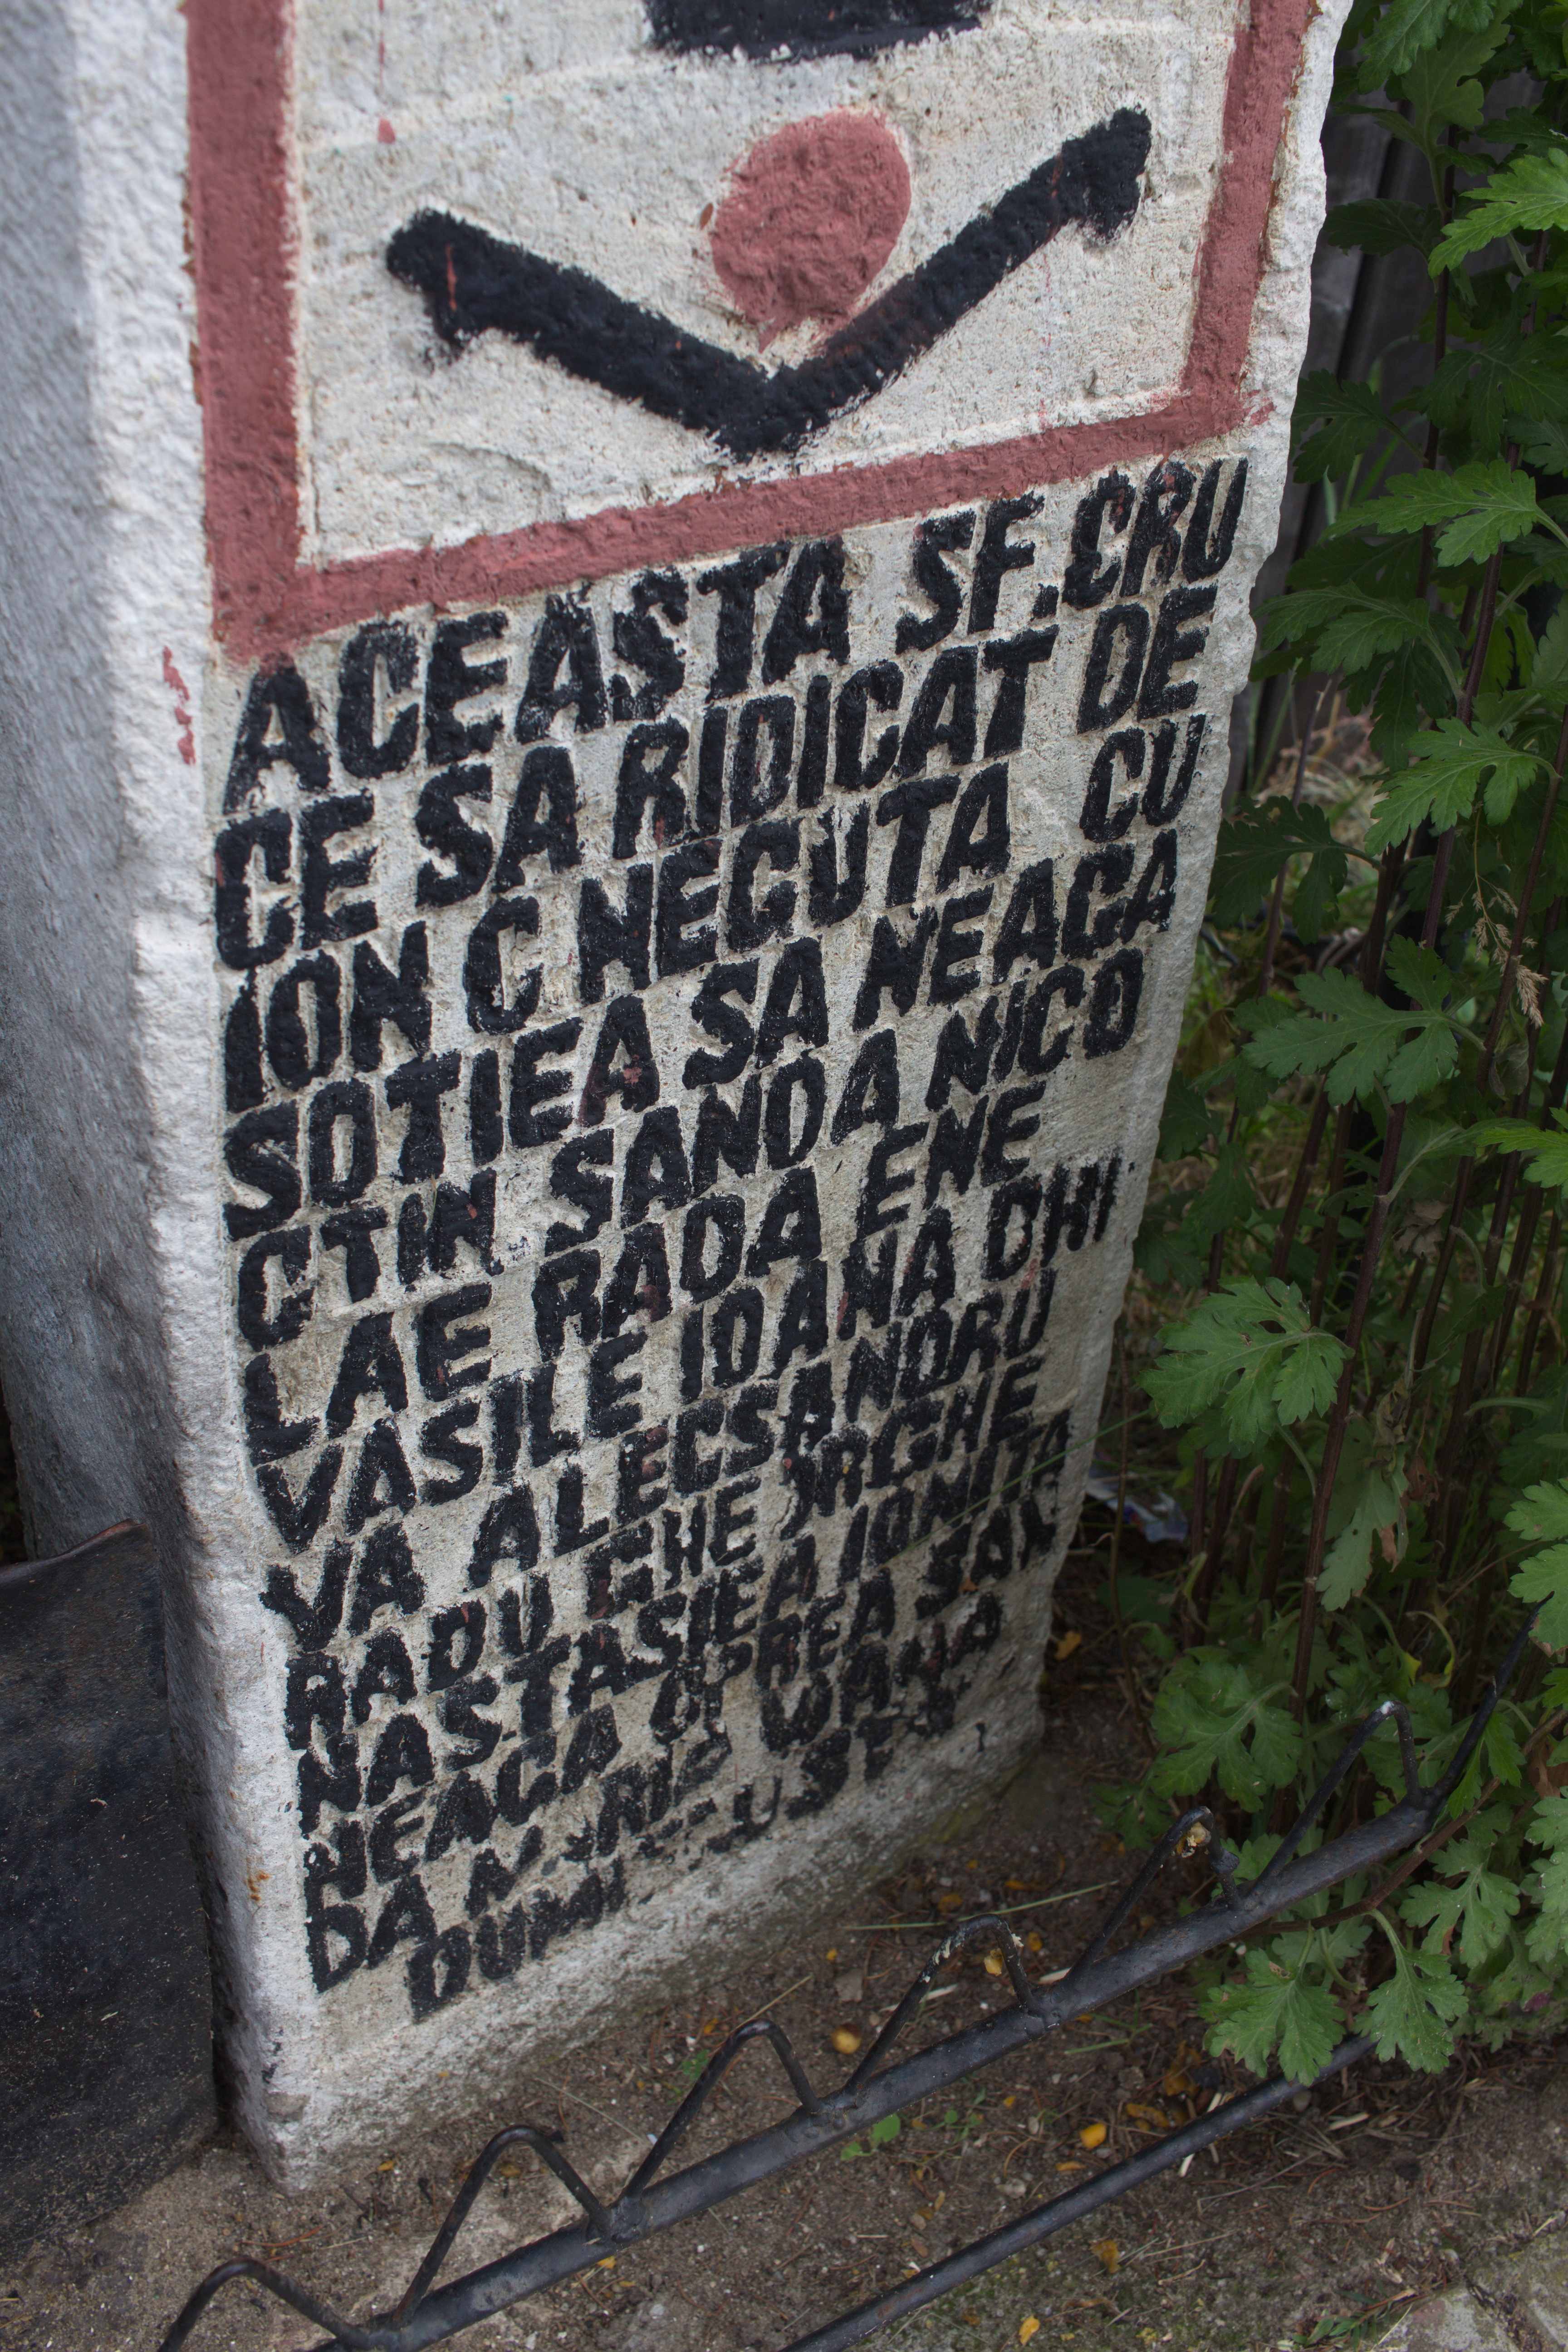 ACEASTA SF. CRU
CE SA RIDICAT DE
ION C NEGUTA CU
SOTIEA SA NEAGA
CTIN SANDA NICO
LAE RADA ENE
VASILE IOANA DHI
VA ALECSANDRU
RADU GHE
NASTASIEA IONITA
NEAGA OPREA SAN
DA